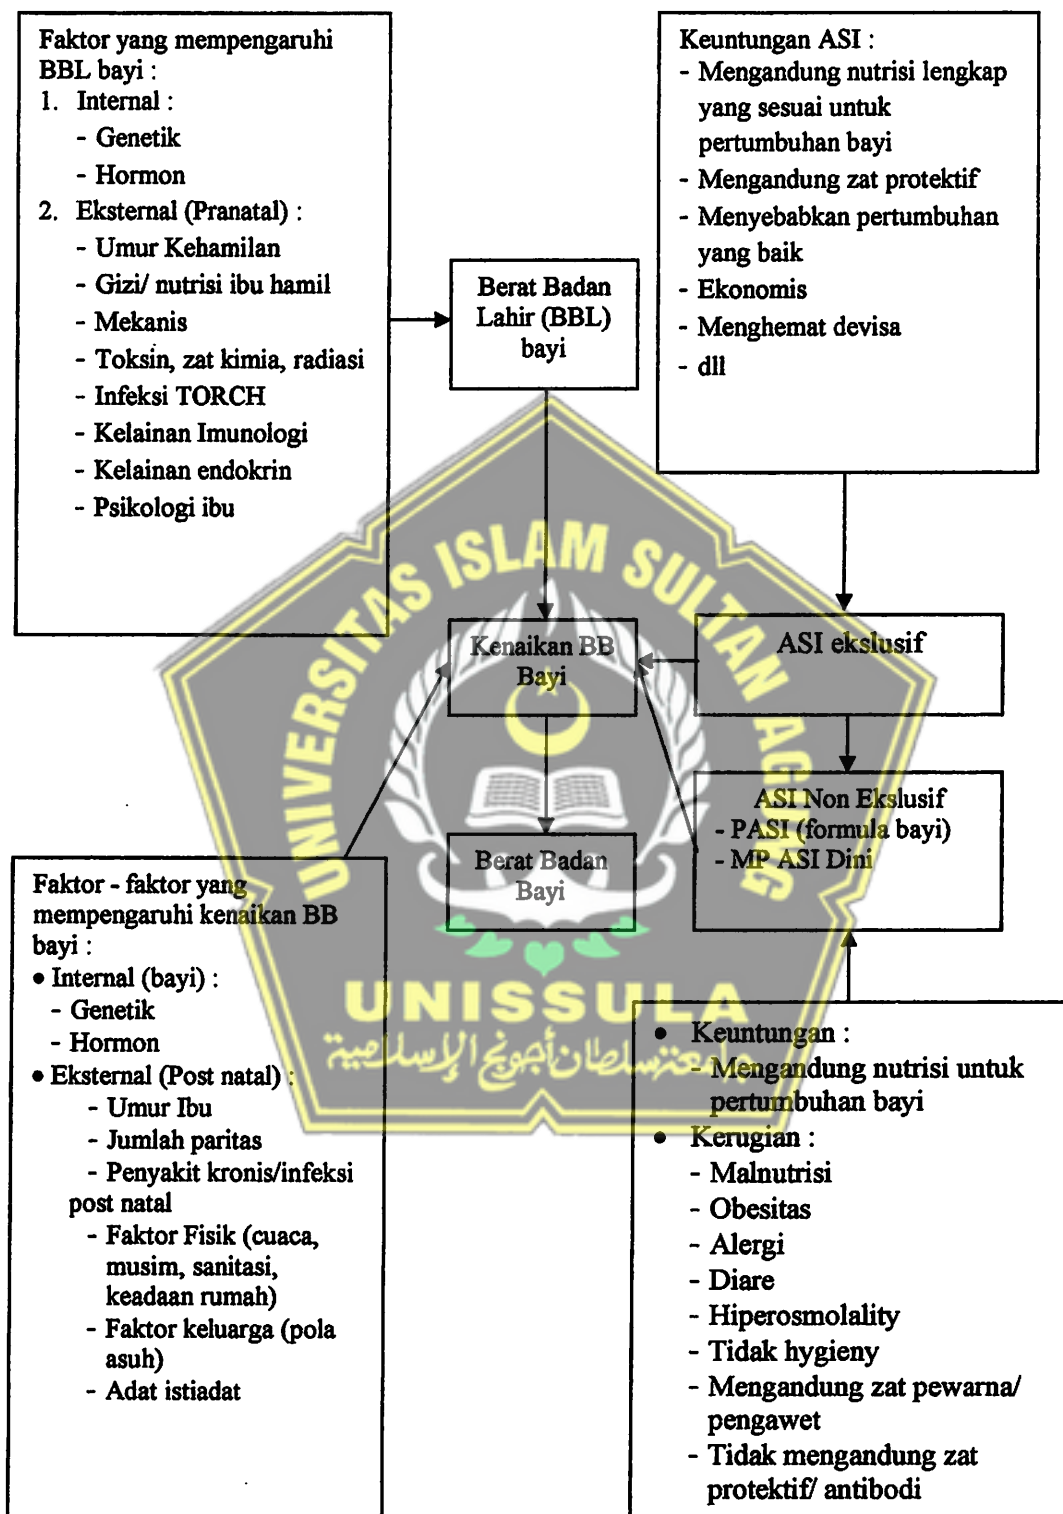 Faktor yang mempengaruhi
BBL bayi :
1. Internal :
- Genetik
- Hormon
2. Eksternal (Pranatal) :
- Umur Kehamilan
- Gizi/ nutrisi ibu hamil
- Mekanis
- Toksin, zat kimia, radiasi
- Infeksi TORCH
- Kelainan Imunologi
- Kelainan endokrin
- Psikologi ibu
Berat Badan
Lahir (BBL)
bayi
Keuntungan ASI :
- Mengandung nutrisi lengkap
yang sesuai untuk
pertumbuhan bayi
- Mengandung zat protektif
- Menyebabkan pertumbuhan
yang baik
- Ekonomis
- Menghemat devisa
- dll
UNIVERSITAS ISLAM SULTAN AGUNG
Kenaikan BB
Bayi
ASI ekslusif
ASI Non Ekslusif
- PASI (formula bayi)
- MP ASI Dini
Berat Badan
Bayi
Faktor - faktor yang
mempengaruhi kenaikan BB
bayi :
• Internal (bayi) :
- Genetik
- Hormon
• Eksternal (Post natal) :
- Umur Ibu
- Jumlah paritas
- Penyakit kronis/infeksi
post natal
- Faktor Fisik (cuaca,
musim, sanitasi,
keadaan rumah)
- Faktor keluarga (pola
asuh)
- Adat istiadat
UNISSULA
جامعتنسلطان أجونج الإسلامية
• Keuntungan :
- Mengandung nutrisi untuk
pertumbuhan bayi
• Kerugian :
- Malnutrisi
- Obesitas
- Alergi
- Diare
- Hiperosmolality
- Tidak hygieny
- Mengandung zat pewarna/
pengawet
- Tidak mengandung zat
protektif/ antibodi